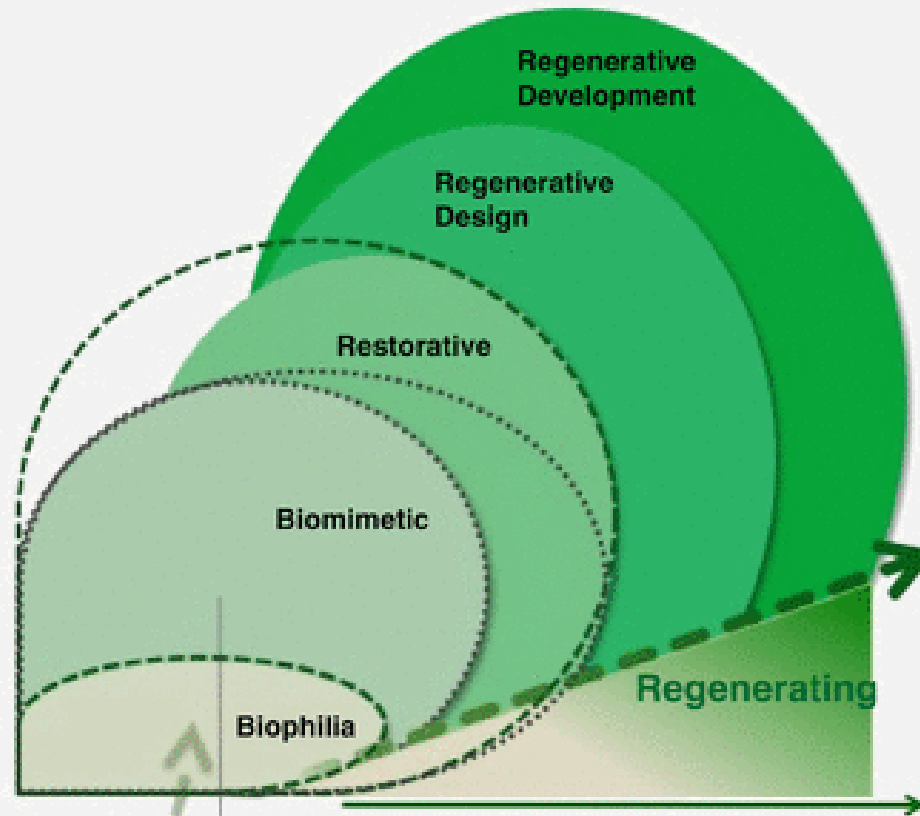 Regenerative
Development
Regenerative
Design
Restorative
Biomimetic
Regenerating
Biophilia